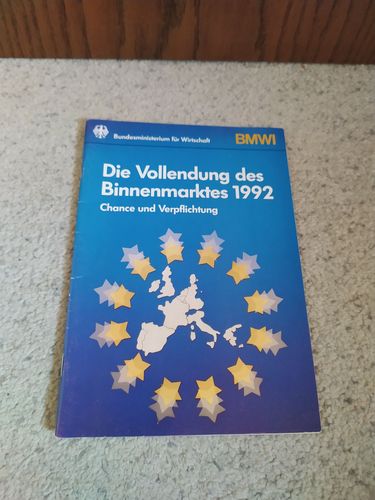 Bundesministerium für Wirtschaft
BMWI
Die Vollendung des
Binnenmarktes 1992
Chance und Verpflichtung